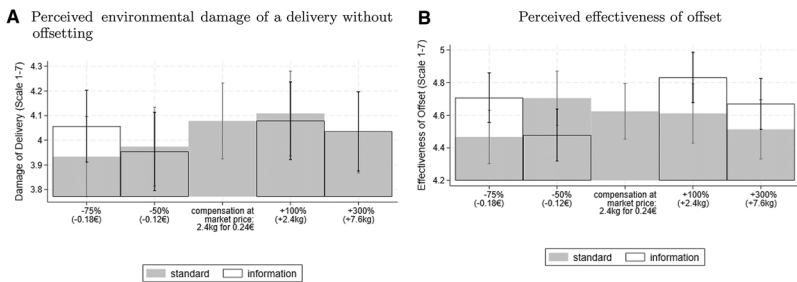 A Perceived environmental damage of a delivery without
offsetting
Damage of Delivery (Scale 1-7)
4.3
4.2
4.1
4
3.9
3.8
-75%
(-0.18€)
-50%
(-0.12€)
compensation at
market price:
2.4kg for 0.24€
+100%
(+2.4kg)
+300%
(+7.6kg)
standard information
B Perceived effectiveness of offset
Effectiveness of Offset (Scale 1-7)
5
4.8
4.6
4.4
4.2
-75%
(-0.18€)
-50%
(-0.12€)
compensation at
market price:
2.4kg for 0.24€
+100%
(+2.4kg)
+300%
(+7.6kg)
standard information